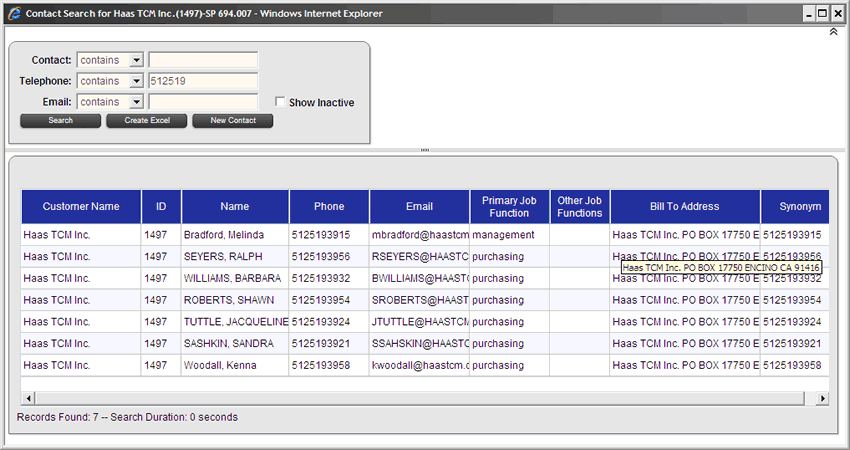 Contact Search for Haas TCM Inc.(1497)-SP 694.007 - Windows Internet Explorer
Contact: contains
Telephone: contains 512519
Email: contains Show Inactive
Search Create Excel New Contact
Customer Name ID Name Phone Email Primary Job Function Other Job Functions Bill To Address Synonym
Haas TCM Inc. 1497 Bradford, Melinda 5125193915 mbradford@haastcm management Haas TCM Inc. PO BOX 17750 E 5125193915
Haas TCM Inc. 1497 SEYERS, RALPH 5125193956 RSEYERS@HAASTC purchasing Haas TCM Inc. PO BOX 17750 E 5125193956
Haas TCM Inc. PO BOX 17750 ENCINO CA 91416
Haas TCM Inc. 1497 WILLIAMS, BARBARA 5125193932 BWILLIAMS@HAAST purchasing Haas TCM Inc. PO BOX 17750 E 5125193932
Haas TCM Inc. 1497 ROBERTS, SHAWN 5125193954 SROBERTS@HAAST purchasing Haas TCM Inc. PO BOX 17750 E 5125193954
Haas TCM Inc. 1497 TUTTLE, JACQUELINE 5125193924 JTUTTLE@HAASTCM purchasing Haas TCM Inc. PO BOX 17750 E 5125193924
Haas TCM Inc. 1497 SASHKIN, SANDRA 5125193921 SSAHSKIN@HAAST purchasing Haas TCM Inc. PO BOX 17750 E 5125193921
Haas TCM Inc. 1497 Woodall, Kenna 5125193958 kwoodall@haastcm.c purchasing Haas TCM Inc. PO BOX 17750 E 5125193958
Records Found: 7 -- Search Duration: 0 seconds